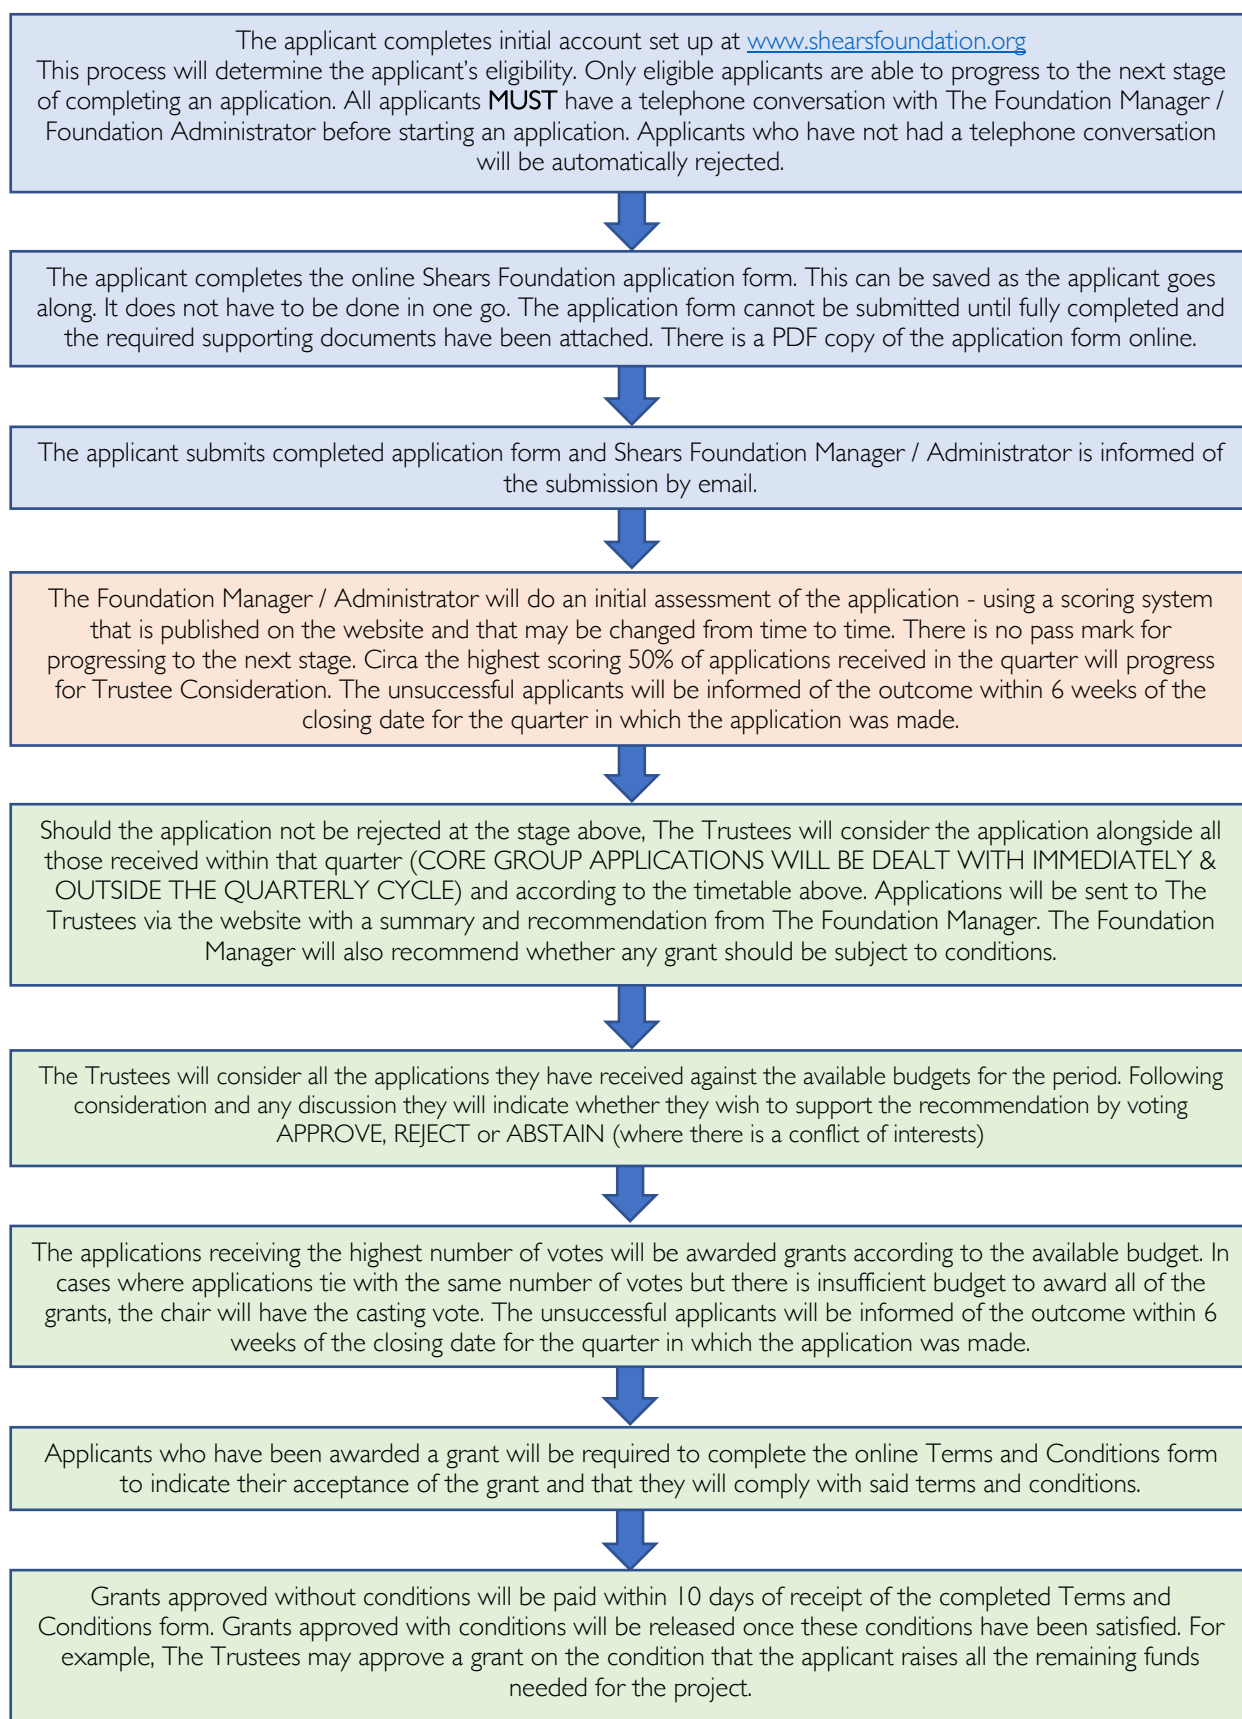 The applicant completes initial account set up at www.shearsfoundation.org
This process will determine the applicant's eligibility. Only eligible applicants are able to progress to the next stage
of completing an application. All applicants MUST have a telephone conversation with The Foundation Manager /
Foundation Administrator before starting an application. Applicants who have not had a telephone conversation
will be automatically rejected.
The applicant completes the online Shears Foundation application form. This can be saved as the applicant goes
along. It does not have to be done in one go. The application form cannot be submitted until fully completed and
the required supporting documents have been attached. There is a PDF copy of the application form online.
The applicant submits completed application form and Shears Foundation Manager / Administrator is informed of
the submission by email.
The Foundation Manager / Administrator will do an initial assessment of the application - using a scoring system
that is published on the website and that may be changed from time to time. There is no pass mark for
progressing to the next stage. Circa the highest scoring 50% of applications received in the quarter will progress
for Trustee Consideration. The unsuccessful applicants will be informed of the outcome within 6 weeks of the
closing date for the quarter in which the application was made.
Should the application not be rejected at the stage above, The Trustees will consider the application alongside all
those received within that quarter (CORE GROUP APPLICATIONS WILL BE DEALT WITH IMMEDIATELY &
OUTSIDE THE QUARTERLY CYCLE) and according to the timetable above. Applications will be sent to The
Trustees via the website with a summary and recommendation from The Foundation Manager. The Foundation
Manager will also recommend whether any grant should be subject to conditions.
The Trustees will consider all the applications they have received against the available budgets for the period. Following
consideration and any discussion they will indicate whether they wish to support the recommendation by voting
APPROVE, REJECT or ABSTAIN (where there is a conflict of interests)
The applications receiving the highest number of votes will be awarded grants according to the available budget. In
cases where applications tie with the same number of votes but there is insufficient budget to award all of the
grants, the chair will have the casting vote. The unsuccessful applicants will be informed of the outcome within 6
weeks of the closing date for the quarter in which the application was made.
Applicants who have been awarded a grant will be required to complete the online Terms and Conditions form
to indicate their acceptance of the grant and that they will comply with said terms and conditions.
Grants approved without conditions will be paid within 10 days of receipt of the completed Terms and
Conditions form. Grants approved with conditions will be released once these conditions have been satisfied. For
example, The Trustees may approve a grant on the condition that the applicant raises all the remaining funds
needed for the project.